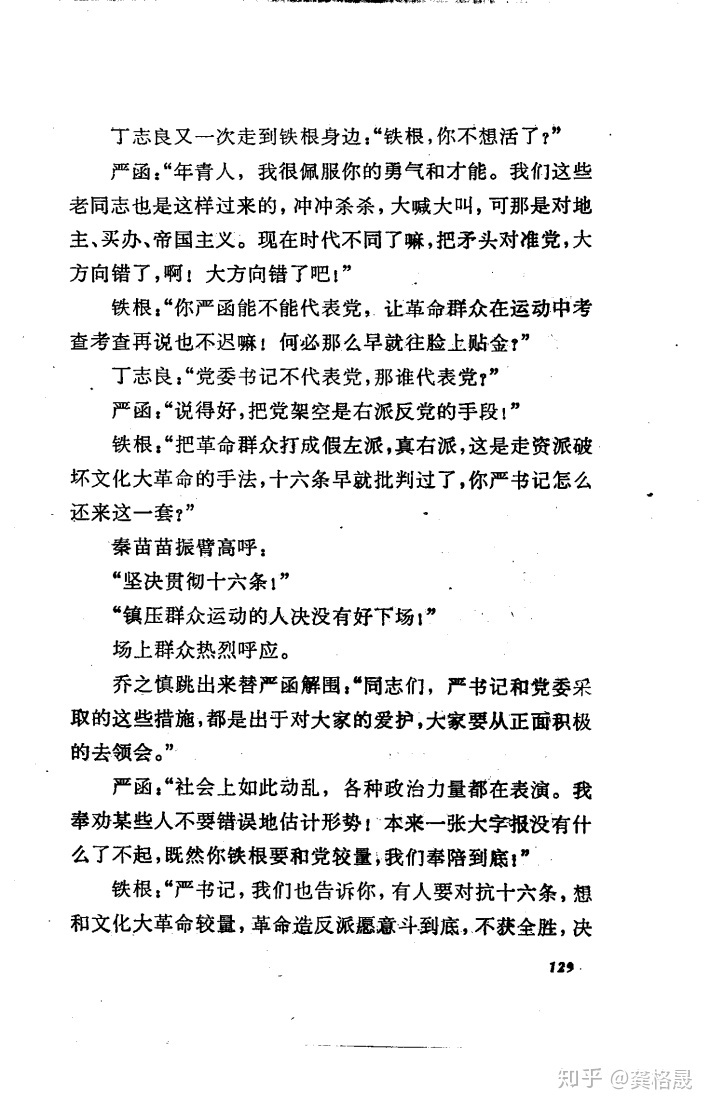 丁志良又一次走到铁根身边：“铁根，你不想活了？”
严函：“年青人，我很佩服你的勇气和才能。我们这些
老同志也是这样过来的，冲冲杀杀，大喊大叫，可那是对地
主、买办、帝国主义。现在时代不同了嘛，把矛头对准党，大
方向错了，啊！大方向错了吧！”
铁根：“你严函能不能代表党，让革命群众在运动中考
查考查再说也不迟嘛！何必那么早就往脸上贴金？”
丁志良：“党委书记不代表党，那谁代表党？”
严函：“说得好，把党架空是右派反党的手段！”
铁根：“把革命群众打成假左派，真右派，这是走资派破
坏文化大革命的手法，十六条早就批判过了，你严书记怎么
还来这一套？”
秦苗苗振臂高呼：
“坚决贯彻十六条！”
“镇压群众运动的人决没有好下场！”
场上群众热烈呼应。
乔之慎跳出来替严函解围：“同志们，严书记和党委采
取的这些措施，都是出于对大家的爱护，大家要从正面积极
的去领会。”
严函：“社会上如此动乱，各种政治力量都在表演。我
奉劝某些人不要错误地估计形势！本来一张大字报没有什
么了不起，既然你铁根要和党较量，我们奉陪到底！”
铁根：“严书记，我们也告诉你，有人要对抗十六条，想
和文化大革命较量，革命造反派愿意斗到底，不获全胜，决
129
知乎 @龚格晟